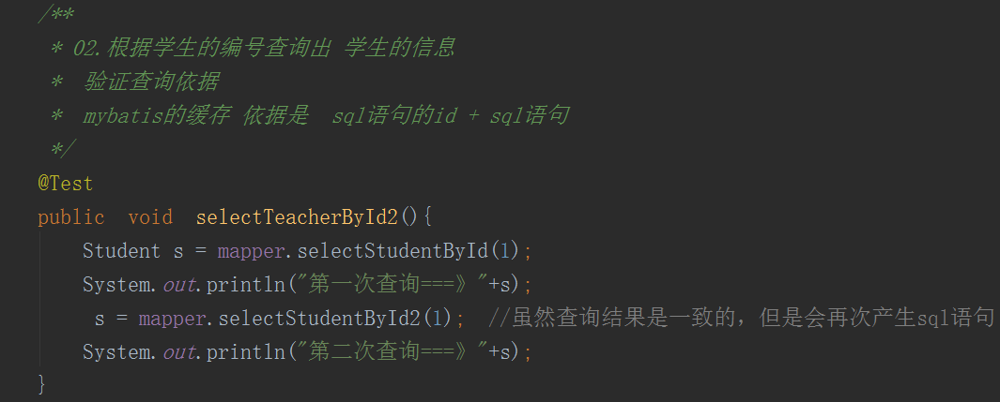 /**
 * 02.根据学生的编号查询出 学生的信息
 *  验证查询依据
 *  mybatis的缓存 依据是  sql语句的id + sql语句
 */
@Test
public  void  selectTeacherById2(){
    Student s = mapper.selectStudentById(1);
    System.out.println("第一次查询===》"+s);
     s = mapper.selectStudentById2(1);  //虽然查询结果是一致的，但是会再次产生sql语句
    System.out.println("第二次查询===》"+s);
}